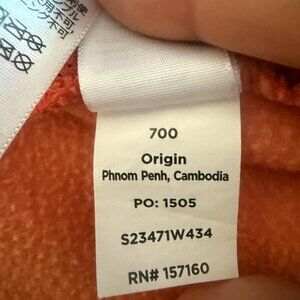 700
Origin
Phnom Penh, Cambodia
PO: 1505
S23471W434
RN# 157160